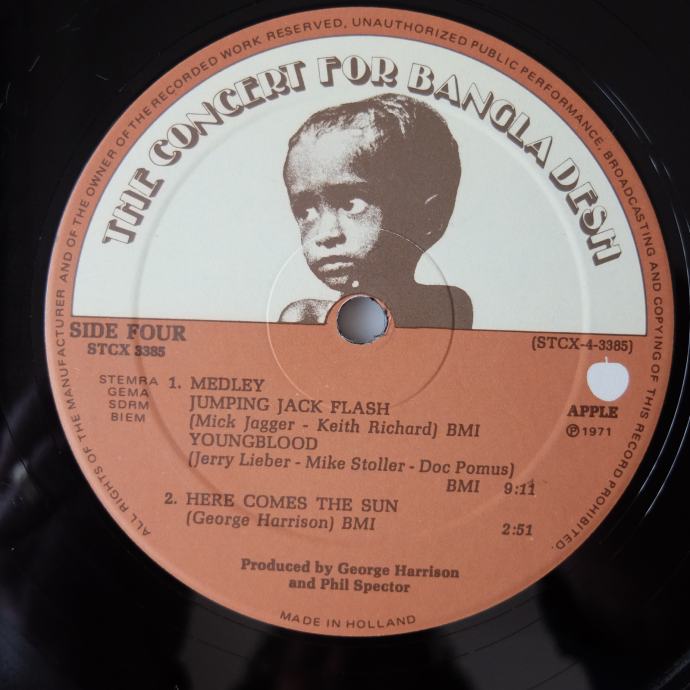 ALL RIGHTS OF THE MANUFACTURER AND OF THE OWNER OF THE RECORDED WORK RESERVED, UNAUTHORIZED PUBLIC PERFORMANCE, BROADCASTING AND COPYING OF THIS RECORD PROHIBITED.
THE CONCERT FOR BANGLA DESH
SIDE FOUR
STCX 3385
(STCX-4-3385)
STEMRA
GEMA
SDRM
BIEM
APPLE
℗ 1971
1. MEDLEY
JUMPING JACK FLASH
(Mick Jagger - Keith Richard) BMI
YOUNGBLOOD
(Jerry Lieber - Mike Stoller - Doc Pomus)
BMI 9:11
2. HERE COMES THE SUN
(George Harrison) BMI 2:51
Produced by George Harrison
and Phil Spector
MADE IN HOLLAND